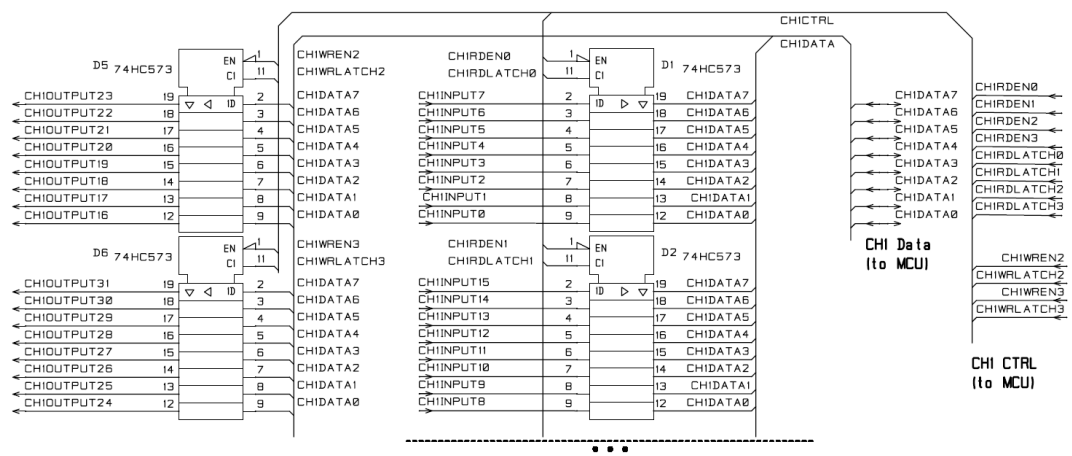 CH1CTRL
CH1DATA
D5 74HC573
EN 1 CH1WREN2
C1 11 CH1WRLATCH2
CH1OUTPUT23 19 1D 2 CH1DATA7
CH1OUTPUT22 18 3 CH1DATA6
CH1OUTPUT21 17 4 CH1DATA5
CH1OUTPUT20 16 5 CH1DATA4
CH1OUTPUT19 15 6 CH1DATA3
CH1OUTPUT18 14 7 CH1DATA2
CH1OUTPUT17 13 8 CH1DATA1
CH1OUTPUT16 12 9 CH1DATA0
D6 74HC573
EN 1 CH1WREN3
C1 11 CH1WRLATCH3
CH1OUTPUT31 19 1D 2 CH1DATA7
CH1OUTPUT30 18 3 CH1DATA6
CH1OUTPUT29 17 4 CH1DATA5
CH1OUTPUT28 16 5 CH1DATA4
CH1OUTPUT27 15 6 CH1DATA3
CH1OUTPUT26 14 7 CH1DATA2
CH1OUTPUT25 13 8 CH1DATA1
CH1OUTPUT24 12 9 CH1DATA0
CH1RDEN0 1 EN D1 74HC573
CH1RDLATCH0 11 C1
CH1INPUT7 2 1D 19 CH1DATA7
CH1INPUT6 3 18 CH1DATA6
CH1INPUT5 4 17 CH1DATA5
CH1INPUT4 5 16 CH1DATA4
CH1INPUT3 6 15 CH1DATA3
CH1INPUT2 7 14 CH1DATA2
CH1INPUT1 8 13 CH1DATA1
CH1INPUT0 9 12 CH1DATA0
CH1RDEN1 1 EN D2 74HC573
CH1RDLATCH1 11 C1
CH1INPUT15 2 1D 19 CH1DATA7
CH1INPUT14 3 18 CH1DATA6
CH1INPUT13 4 17 CH1DATA5
CH1INPUT12 5 16 CH1DATA4
CH1INPUT11 6 15 CH1DATA3
CH1INPUT10 7 14 CH1DATA2
CH1INPUT9 8 13 CH1DATA1
CH1INPUT8 9 12 CH1DATA0
CH1DATA7
CH1DATA6
CH1DATA5
CH1DATA4
CH1DATA3
CH1DATA2
CH1DATA1
CH1DATA0
CH1 Data
(to MCU)
CH1RDEN0
CH1RDEN1
CH1RDEN2
CH1RDEN3
CH1RDLATCH0
CH1RDLATCH1
CH1RDLATCH2
CH1RDLATCH3
CH1WREN2
CH1WRLATCH2
CH1WREN3
CH1WRLATCH3
CH1 CTRL
(to MCU)